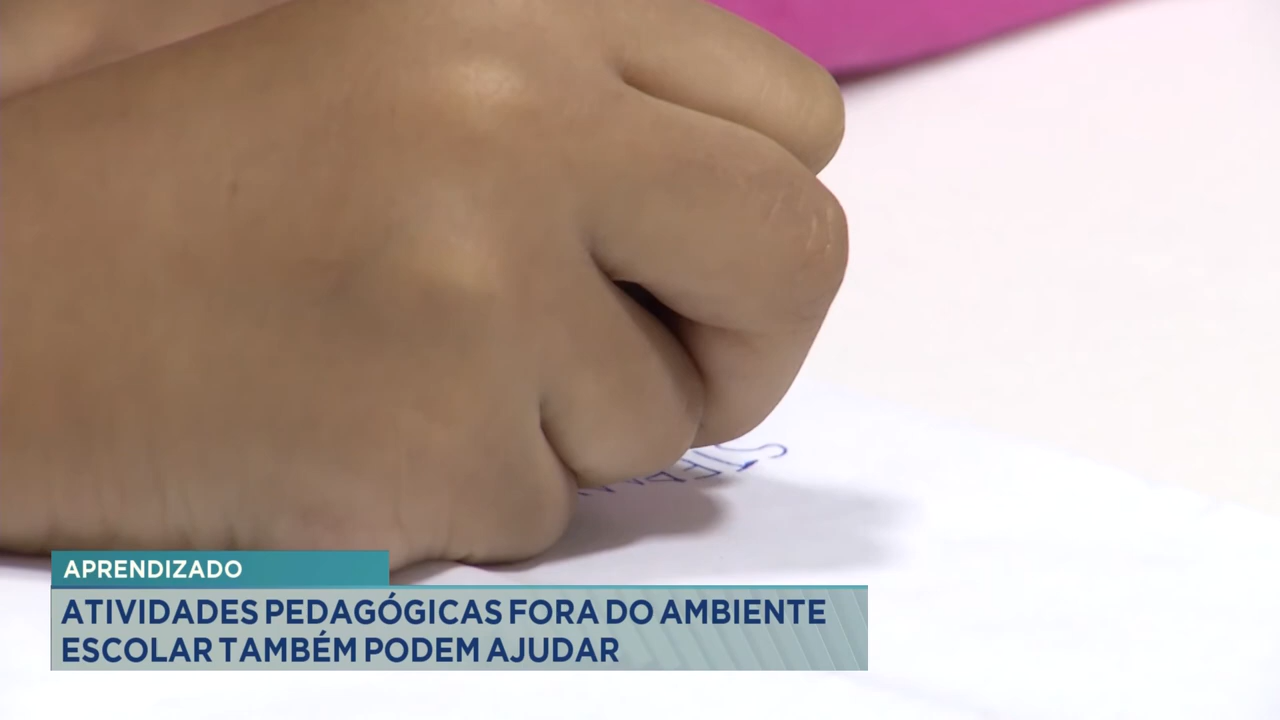 APRENDIZADO
ATIVIDADES PEDAGÓGICAS FORA DO AMBIENTE
ESCOLAR TAMBÉM PODEM AJUDAR